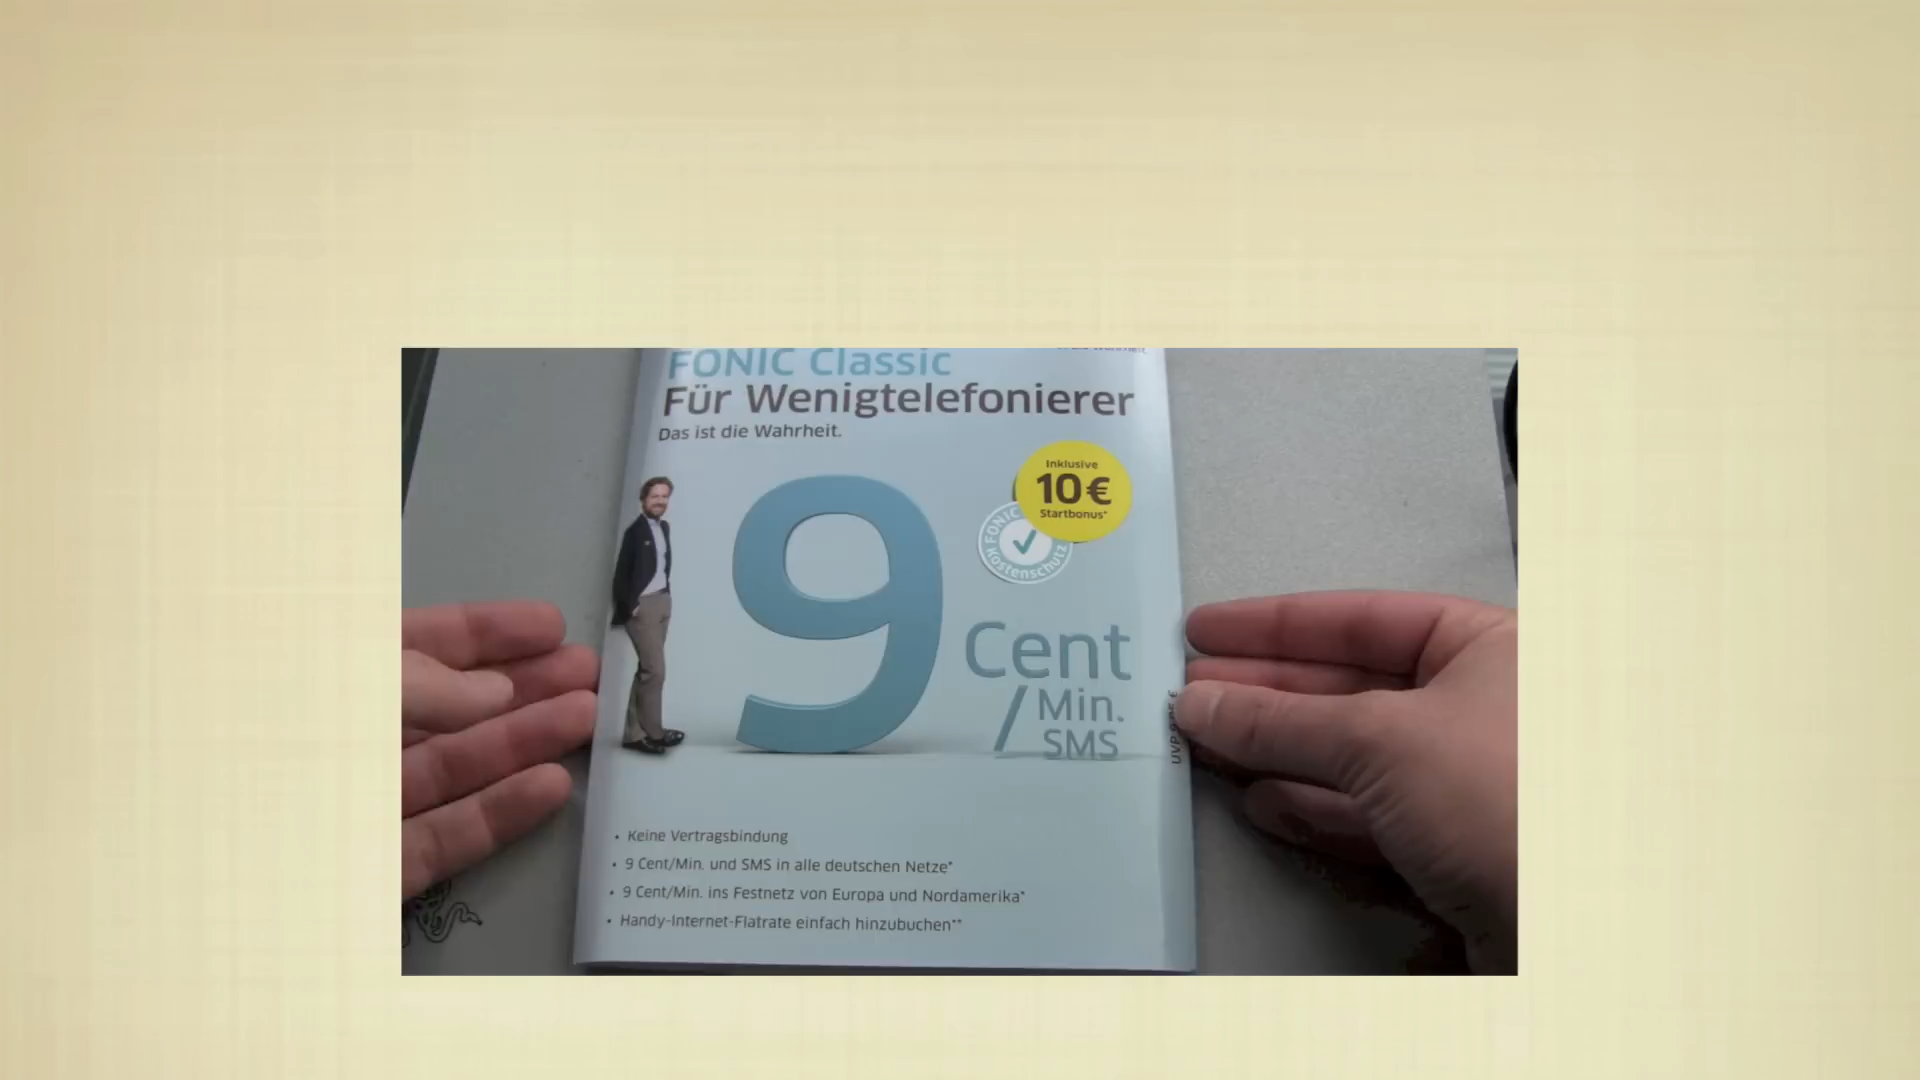 FONIC Classic
Für Wenigtelefonierer
Das ist die Wahrheit.
Inklusive
10€
Startbonus*
FONIC
Kostenschutz
9
Cent
/Min.
SMS
UVP
• Keine Vertragsbindung
• 9 Cent/Min. und SMS in alle deutschen Netze*
• 9 Cent/Min. ins Festnetz von Europa und Nordamerika*
• Handy-Internet-Flatrate einfach hinzubuchen**